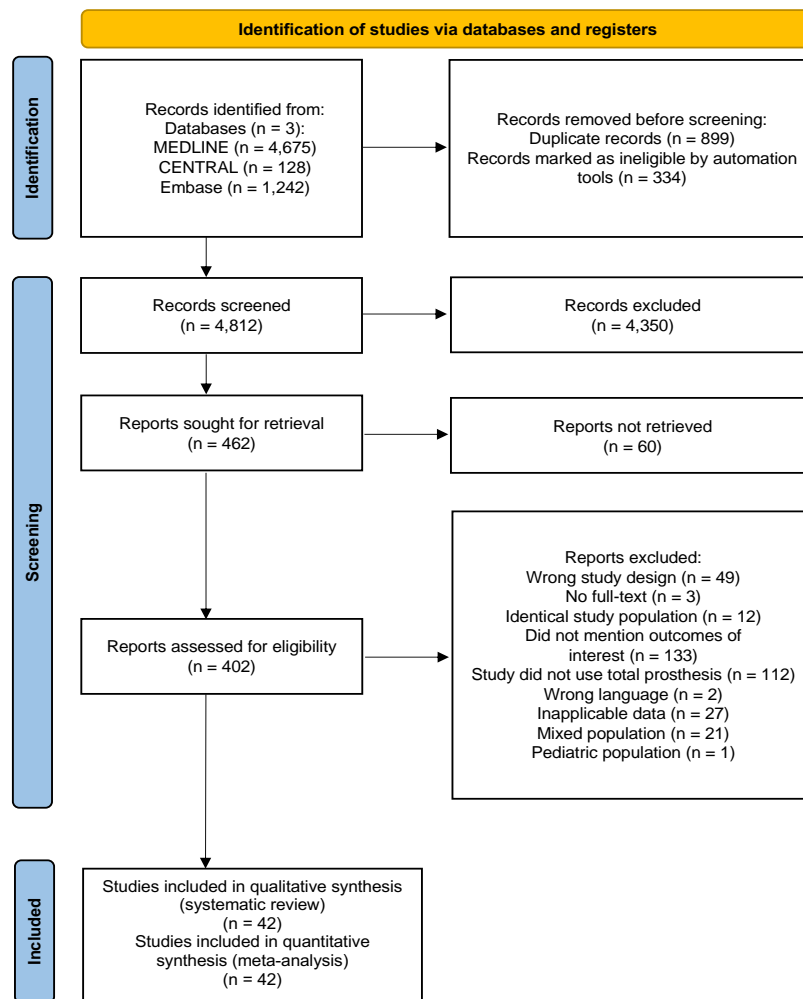 Identification of studies via databases and registers
Identification
Records identified from:
Databases (n = 3):
MEDLINE (n = 4,675)
CENTRAL (n = 128)
Embase (n = 1,242)
Records removed before screening:
Duplicate records (n = 899)
Records marked as ineligible by automation
tools (n = 334)
Screening
Records screened
(n = 4,812)
Records excluded
(n = 4,350)
Reports sought for retrieval
(n = 462)
Reports not retrieved
(n = 60)
Reports assessed for eligibility
(n = 402)
Reports excluded:
Wrong study design (n = 49)
No full-text (n = 3)
Identical study population (n = 12)
Did not mention outcomes of
interest (n = 133)
Study did not use total prosthesis (n = 112)
Wrong language (n = 2)
Inapplicable data (n = 27)
Mixed population (n = 21)
Pediatric population (n = 1)
Included
Studies included in qualitative synthesis
(systematic review)
(n = 42)
Studies included in quantitative
synthesis (meta-analysis)
(n = 42)